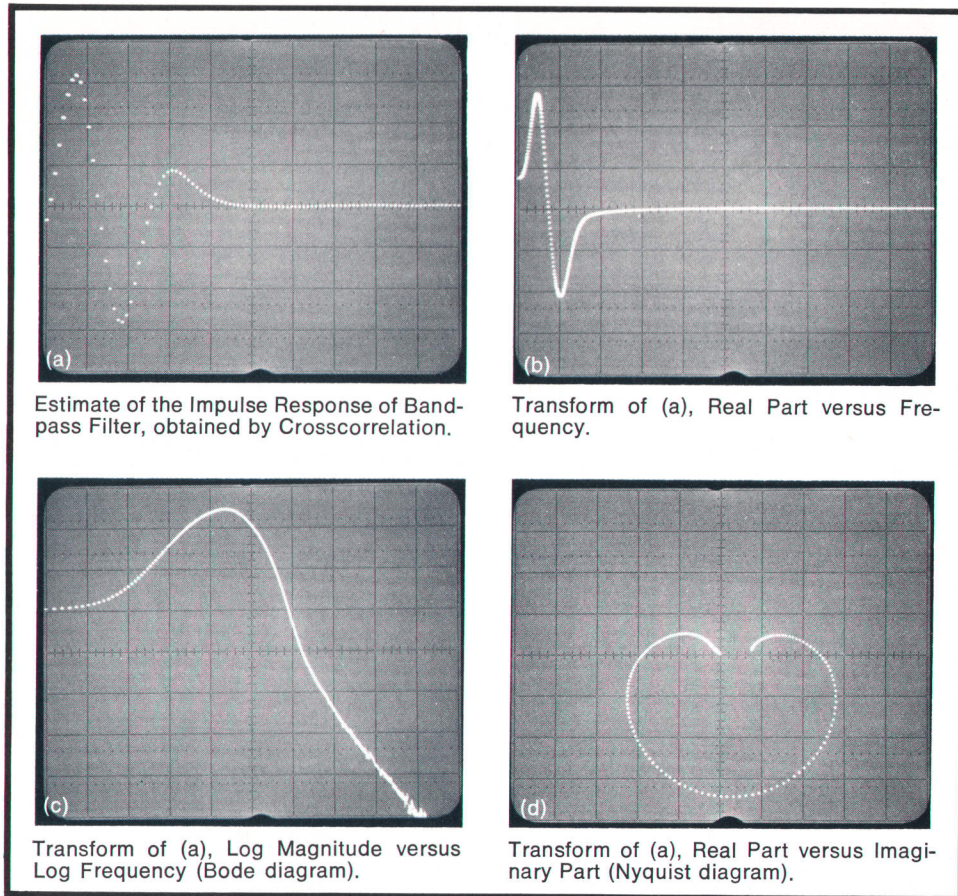 (a)
Estimate of the Impulse Response of Band-
pass Filter, obtained by Crosscorrelation.
(b)
Transform of (a), Real Part versus Fre-
quency.
(c)
Transform of (a), Log Magnitude versus
Log Frequency (Bode diagram).
(d)
Transform of (a), Real Part versus Imagi-
nary Part (Nyquist diagram).